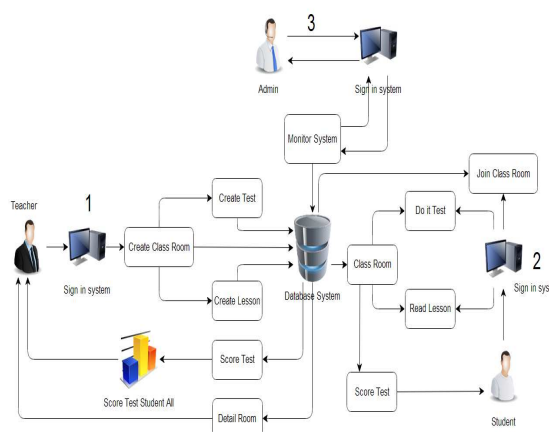 3
Admin
Sign in system
Monitor System
Join Class Room
Teacher
1
Create Test
Do it Test
Create Class Room
Sign in system
Database System
Class Room
2
Sign in sys
Create Lesson
Read Lesson
Score Test
Score Test Student All
Score Test
Detail Room
Student